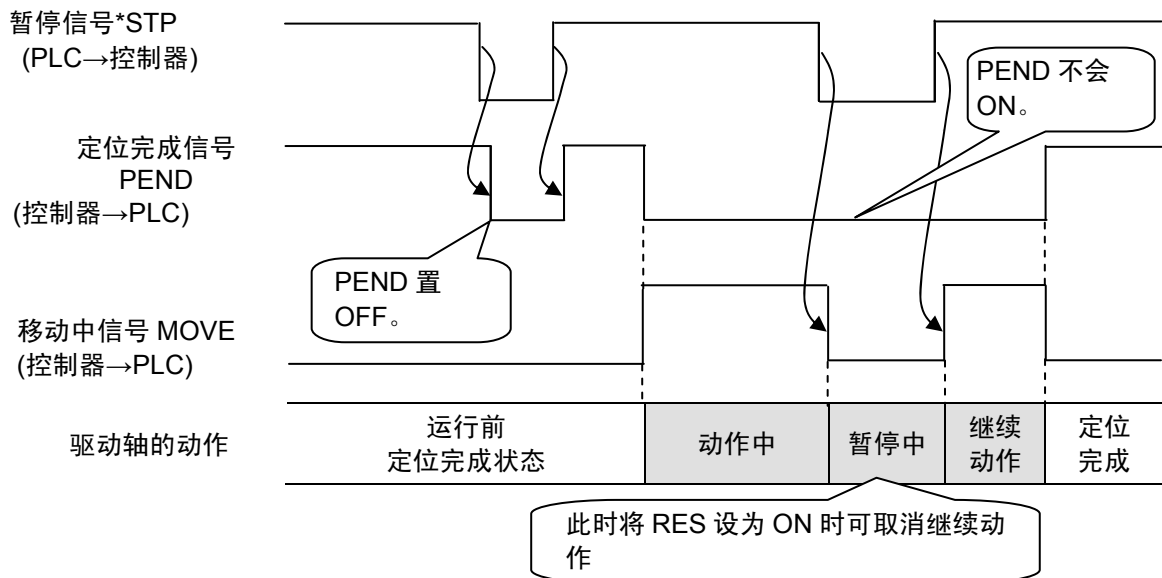 暂停信号*STP
(PLC→控制器)
PEND 不会
ON。
定位完成信号
PEND
(控制器→PLC)
PEND 置
OFF。
移动中信号 MOVE
(控制器→PLC)
驱动轴的动作
运行前
定位完成状态
动作中
暂停中
继续
动作
定位
完成
此时将 RES 设为 ON 时可取消继续动
作